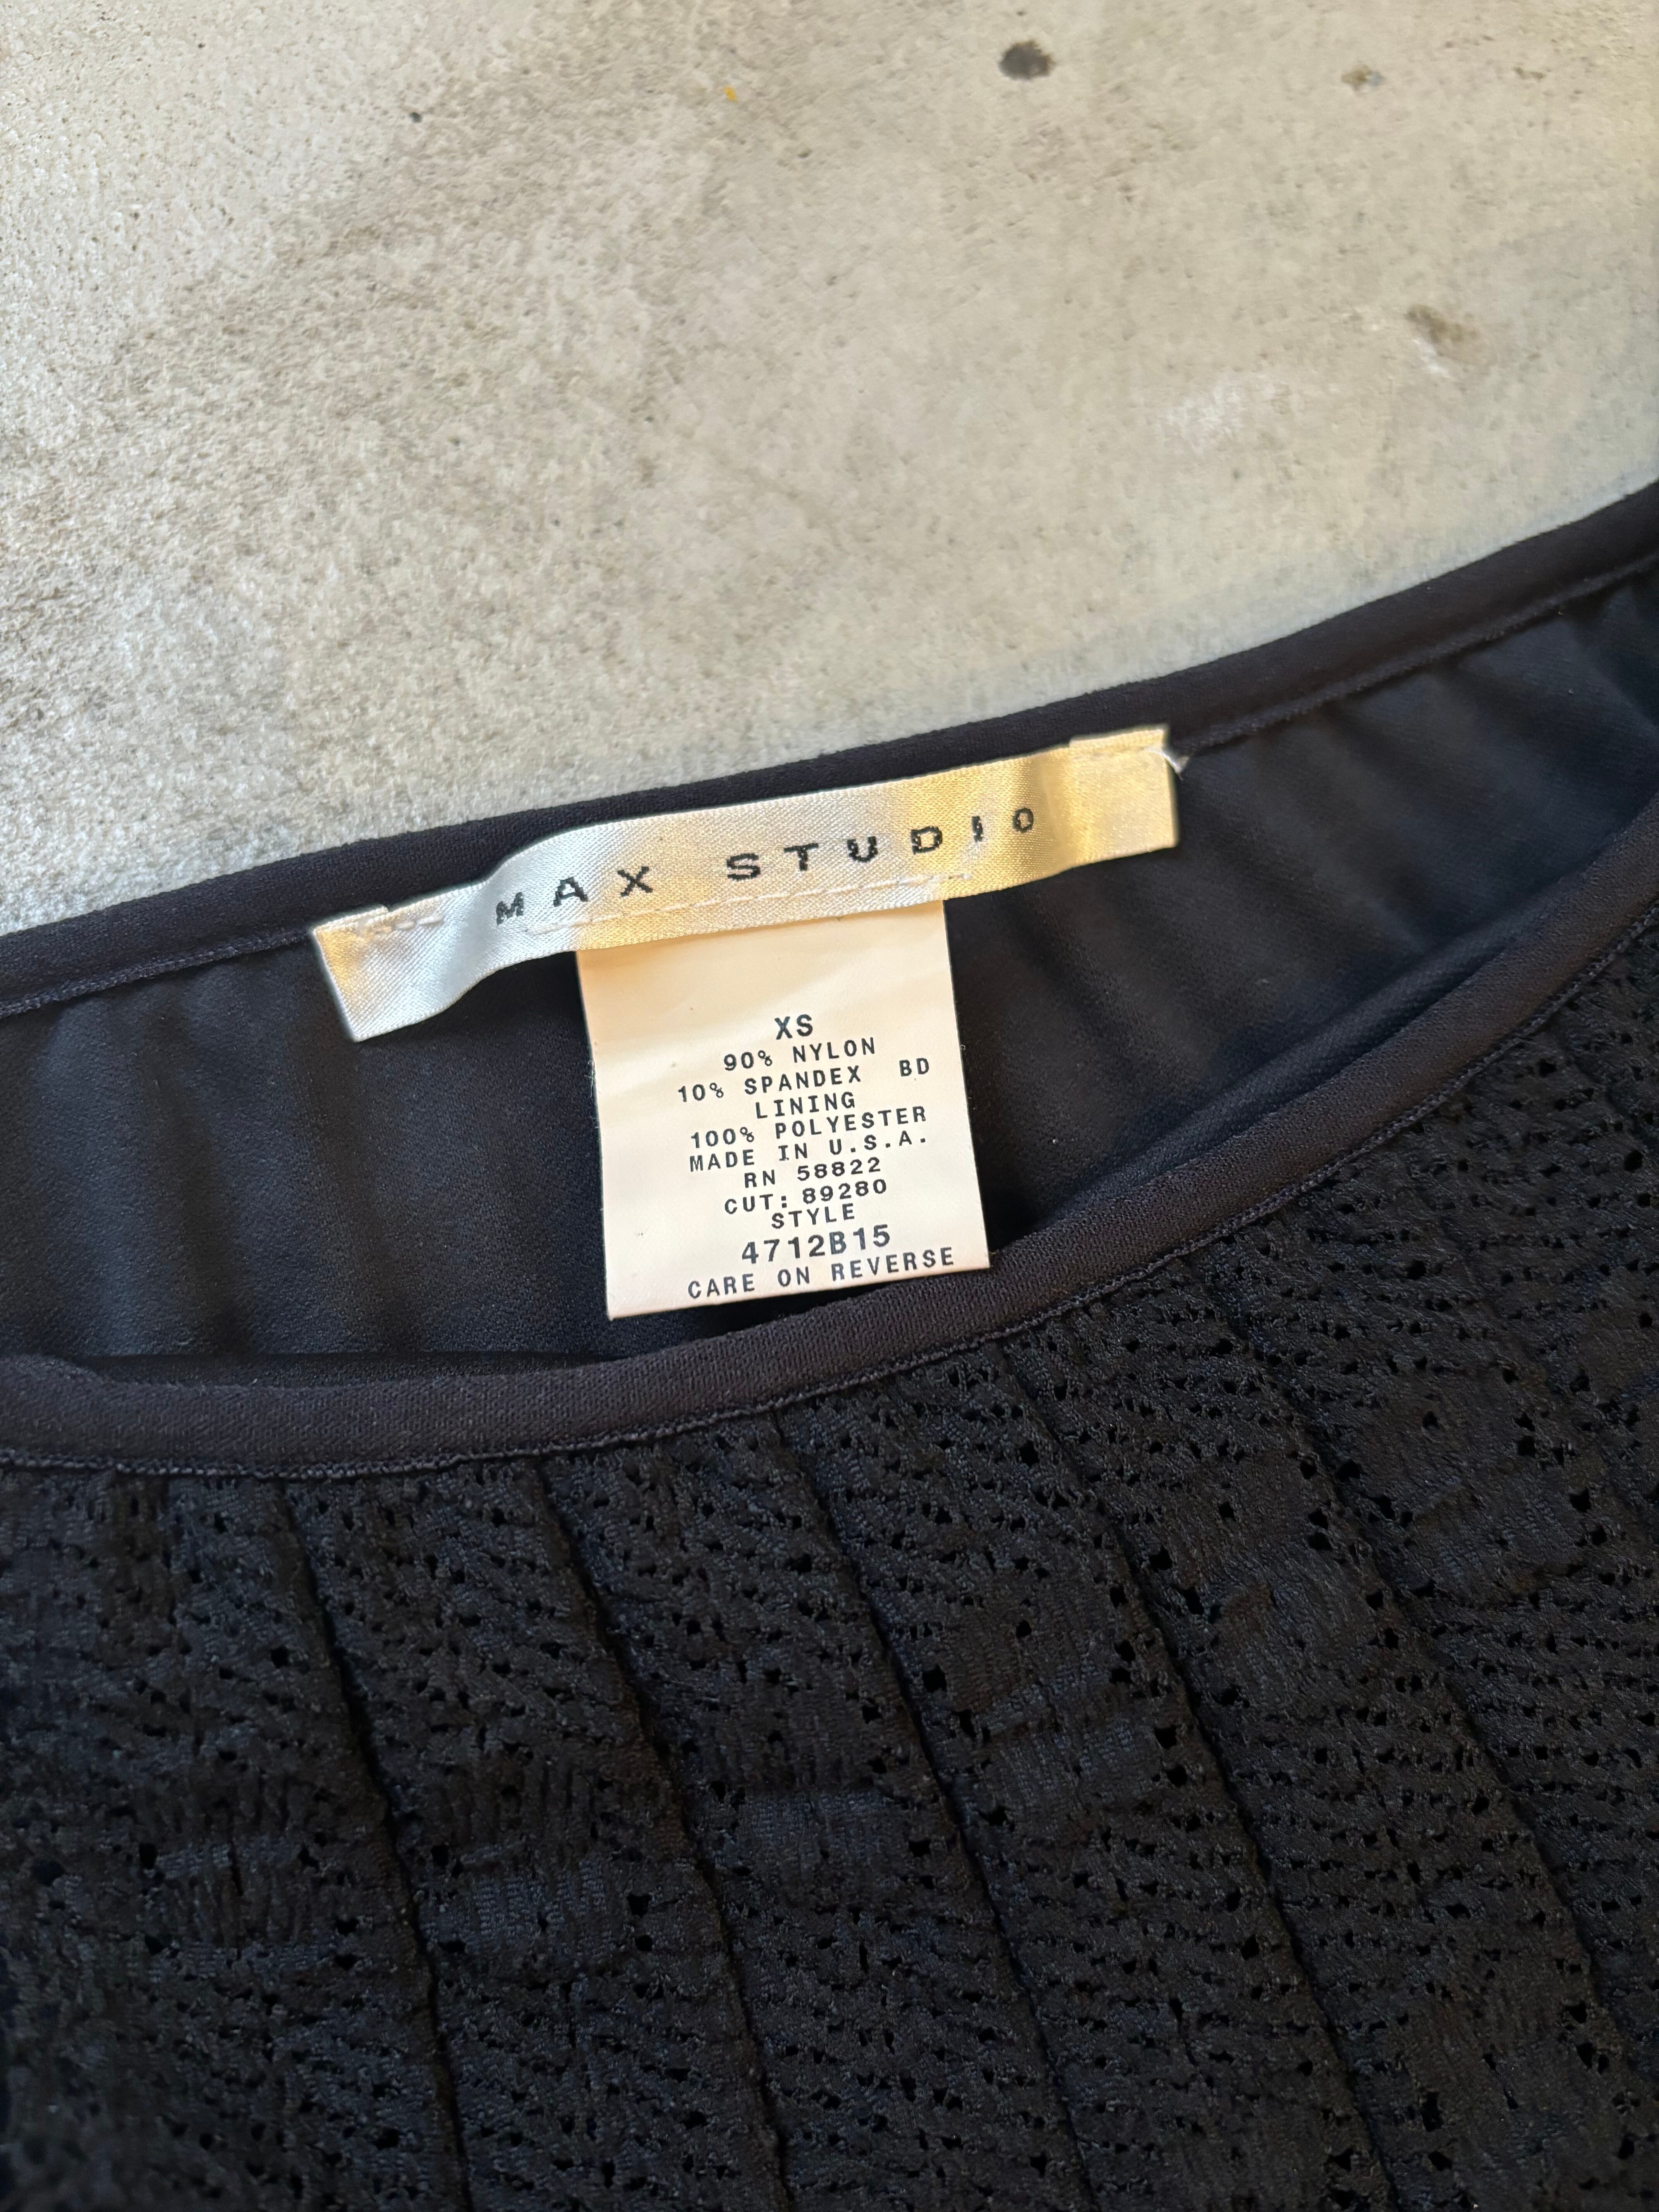 MAX STUDIO
XS
90% NYLON
10% SPANDEX BD
LINING
100% POLYESTER
MADE IN U.S.A.
RN 58822
CUT: 89280
STYLE
4712B15
CARE ON REVERSE